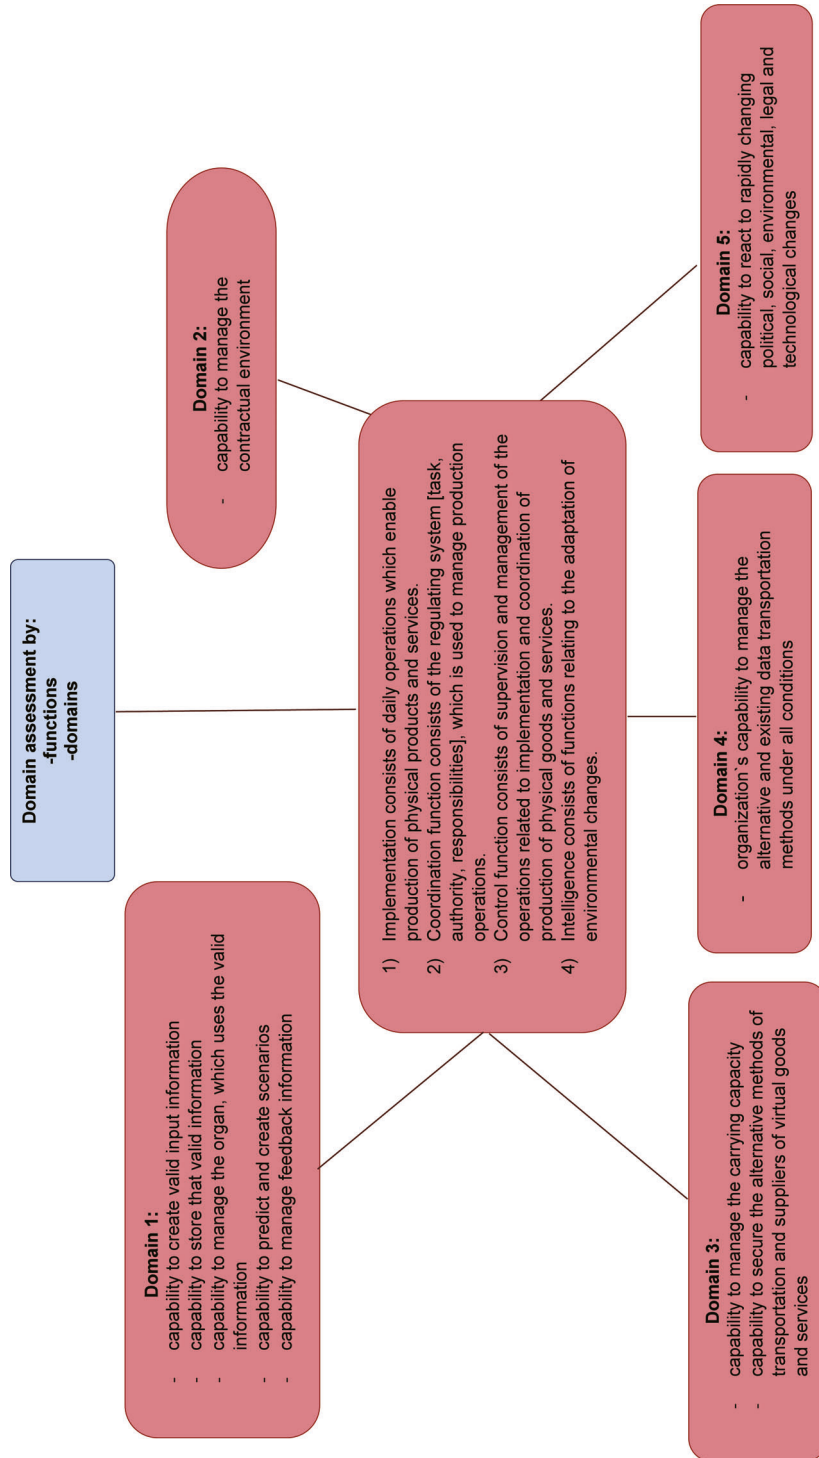 Domain assessment by:
-functions
-domains
Domain 1:
- capability to create valid input information
- capability to store that valid information
- capability to manage the organ, which uses the valid
information
- capability to predict and create scenarios
- capability to manage feedback information
Domain 2:
- capability to manage the
contractual environment
1) Implementation consists of daily operations which enable
production of physical products and services.
2) Coordination function consists of the regulating system [task,
authority, responsibilities], which is used to manage production
operations.
3) Control function consists of supervision and management of the
operations related to implementation and coordination of
production of physical goods and services.
4) Intelligence consists of functions relating to the adaptation of
environmental changes.
Domain 3:
- capability to manage the carrying capacity
- capability to secure the alternative methods of
transportation and suppliers of virtual goods
and services
Domain 4:
- organization`s capability to manage the
alternative and existing data transportation
methods under all conditions
Domain 5:
- capability to react to rapidly changing
political, social, environmental, legal and
technological changes